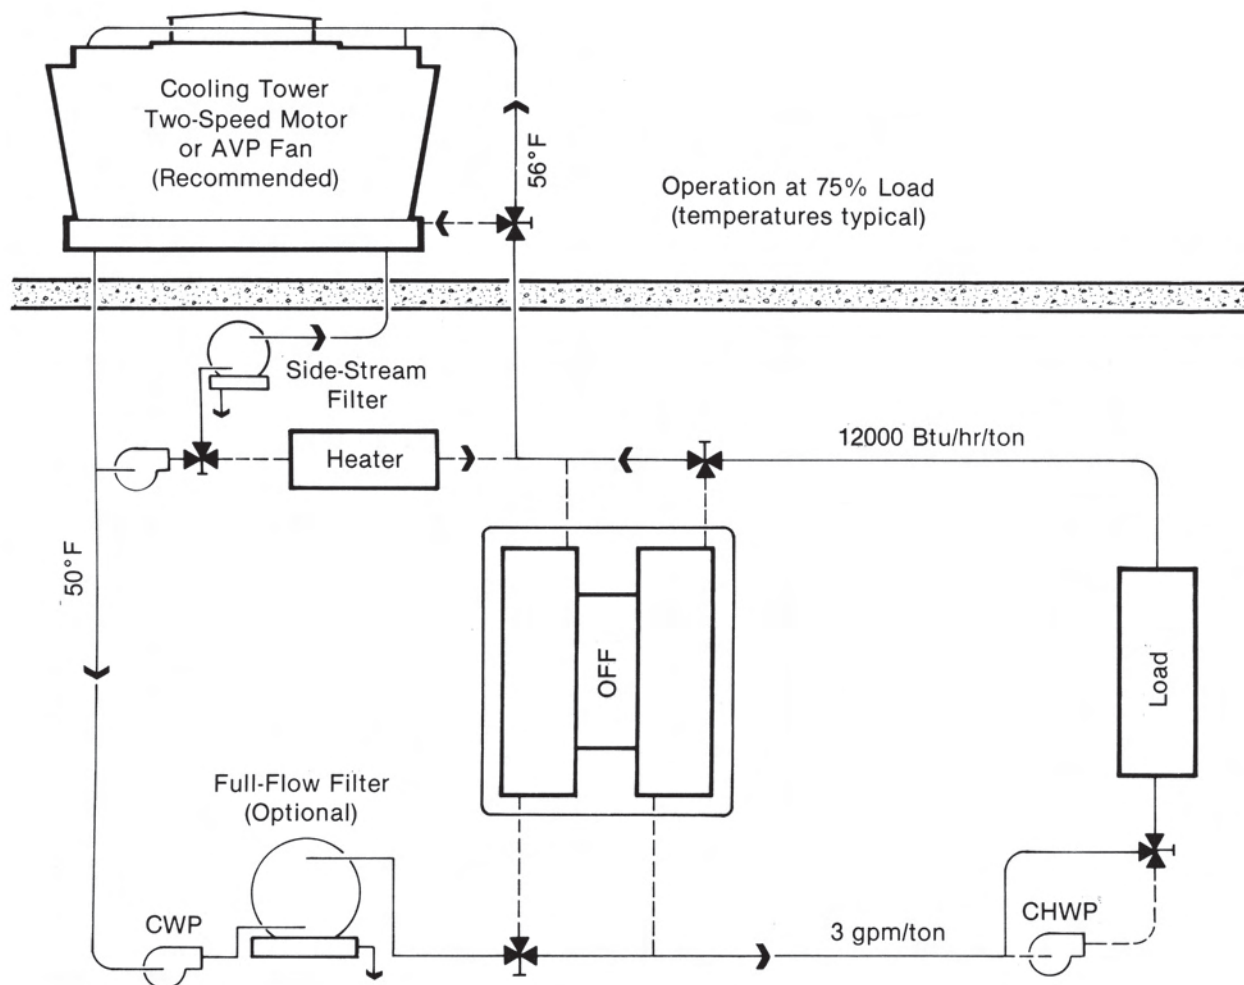 Cooling Tower
Two-Speed Motor
or AVP Fan
(Recommended)
56°F
Operation at 75% Load
(temperatures typical)
Side-Stream
Filter
Heater
12000 Btu/hr/ton
50°F
OFF
Load
Full-Flow Filter
(Optional)
CWP
3 gpm/ton
CHWP